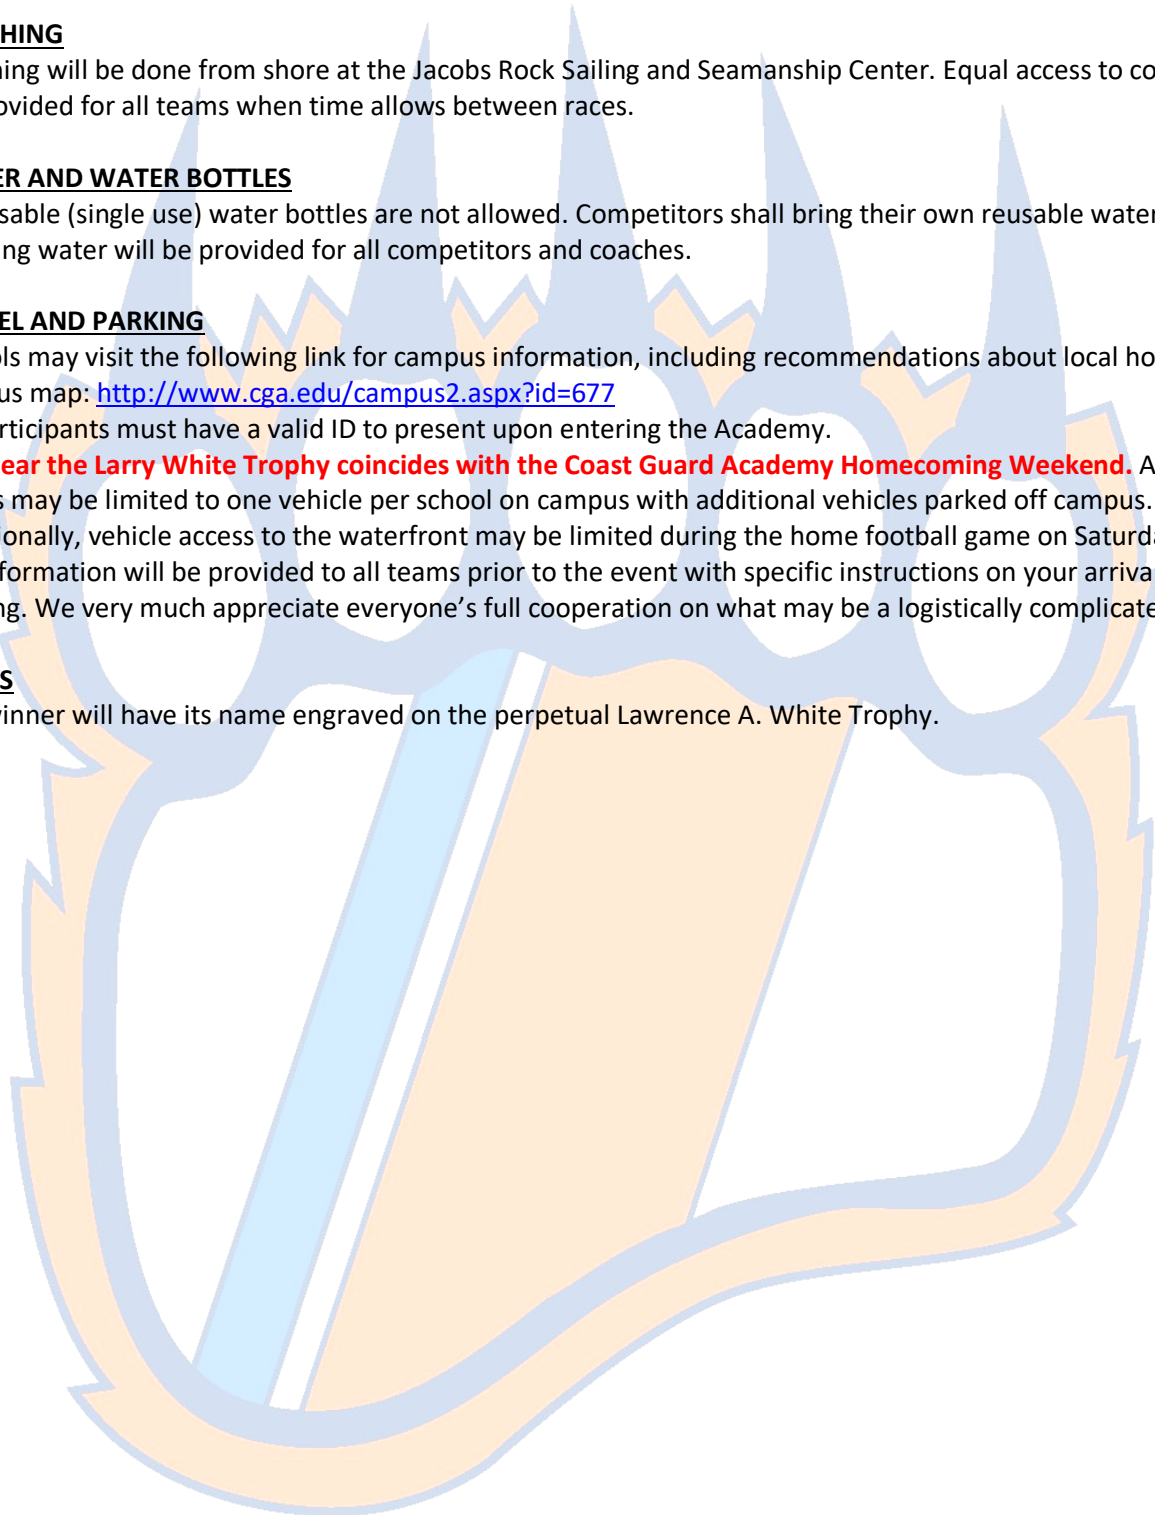 HING
ning will be done from shore at the Jacobs Rock Sailing and Seamanship Center. Equal access to co
rovided for all teams when time allows between races.
ER AND WATER BOTTLES
sable (single use) water bottles are not allowed. Competitors shall bring their own reusable water
ing water will be provided for all competitors and coaches.
EL AND PARKING
ols may visit the following link for campus information, including recommendations about local ho
us map: http://www.cga.edu/campus2.aspx?id=677
articipants must have a valid ID to present upon entering the Academy.
ear the Larry White Trophy coincides with the Coast Guard Academy Homecoming Weekend. A
s may be limited to one vehicle per school on campus with additional vehicles parked off campus.
ionally, vehicle access to the waterfront may be limited during the home football game on Saturda
nformation will be provided to all teams prior to the event with specific instructions on your arriva
ng. We very much appreciate everyone’s full cooperation on what may be a logistically complicate
S
winner will have its name engraved on the perpetual Lawrence A. White Trophy.